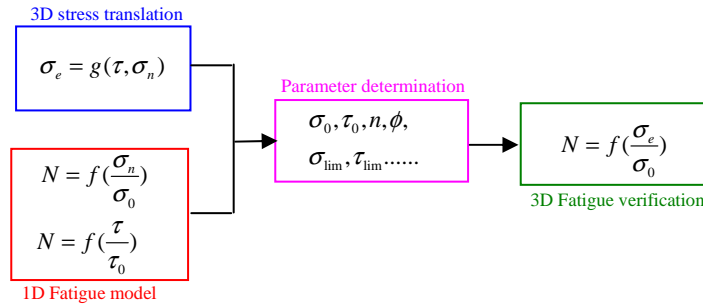 3D stress translation
σ_e = g(τ, σ_n)
Parameter determination
σ_0, τ_0, n, ϕ,
σ_lim, τ_lim......
N = f(σ_e/σ_0)
3D Fatigue verification
N = f(σ_n/σ_0)
N = f(τ/τ_0)
1D Fatigue model